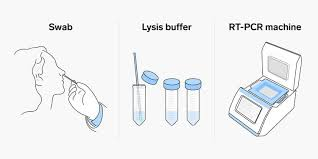 Swab
Lysis buffer
RT-PCR machine